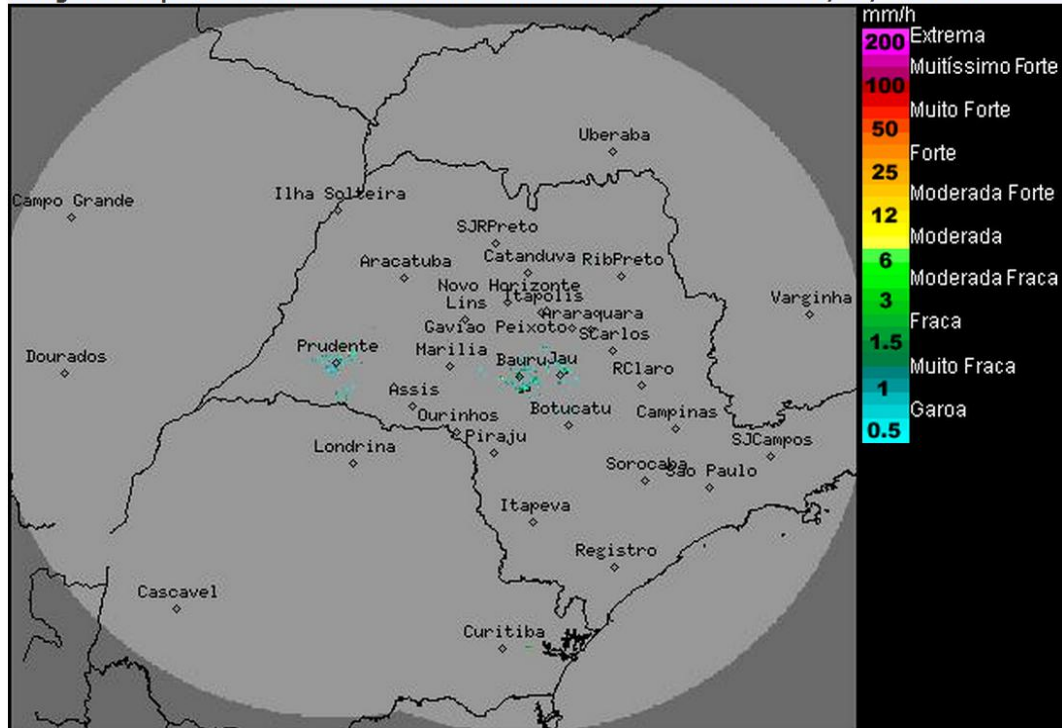 mm/h
200 Extrema
Muitíssimo Forte
100
Muito Forte
50
Forte
25
Moderada Forte
12
Moderada
6
Moderada Fraca
3
Fraca
1.5
Muito Fraca
1
Garoa
0.5
Uberaba
Campo Grande
Ilha Solteira
SJRPreto
Aracatuba
Catanduva
RibPreto
Novo Horizonte
Lins
Itapolis
Araraquara
Varginha
Gaviao Peixoto
SCarlos
Dourados
Prudente
Marilia
Bauru
Jau
RClaro
Assis
Ourinhos
Botucatu
Campinas
Londrina
Piraju
SJCampos
Sorocaba
Sao Paulo
Itapeva
Registro
Cascavel
Curitiba